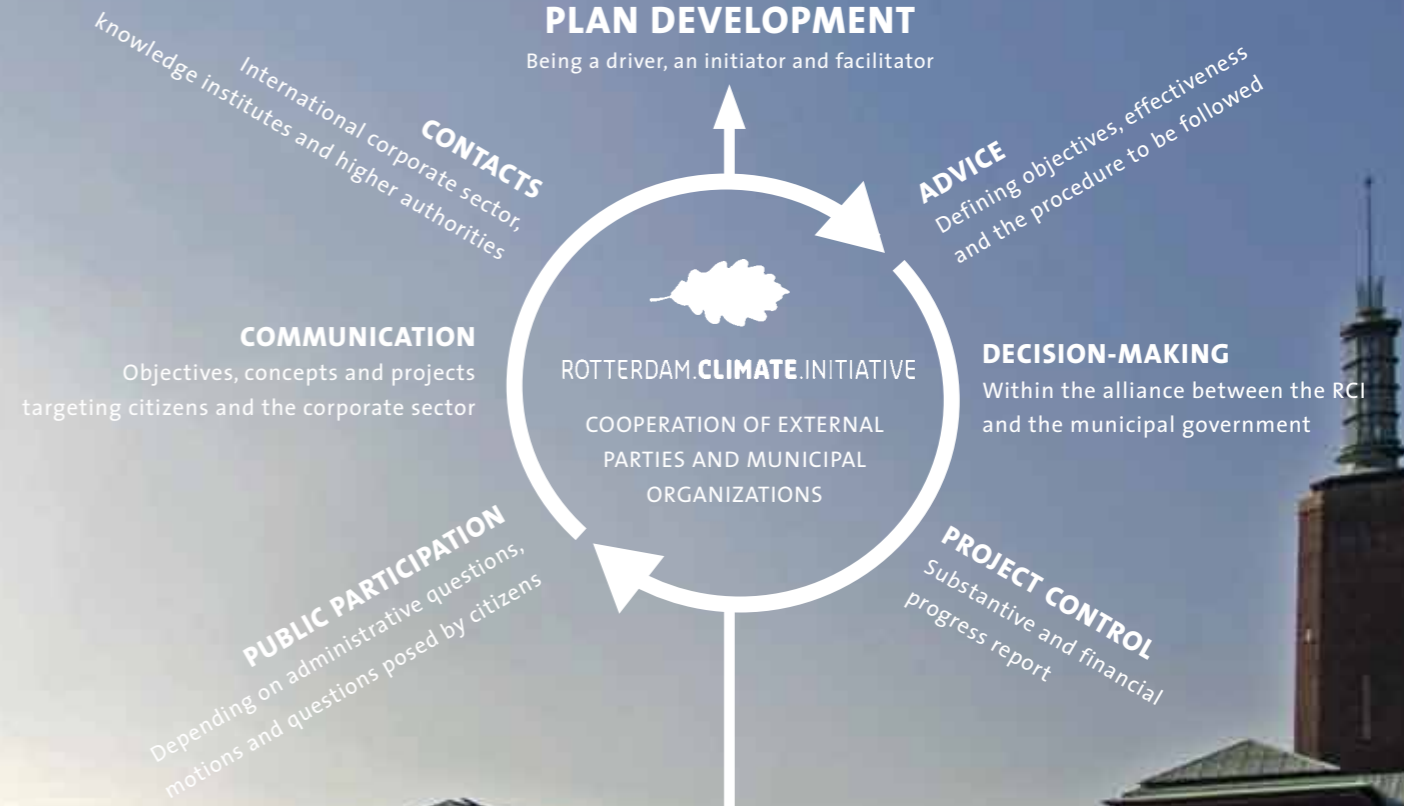 PLAN DEVELOPMENT
Being a driver, an initiator and facilitator
ADVICE
Defining objectives, effectiveness
and the procedure to be followed
DECISION-MAKING
Within the alliance between the RCI
and the municipal government
PROJECT CONTROL
Substantive and financial
progress report
PUBLIC PARTICIPATION
Depending on administrative questions,
motions and questions posed by citizens
COMMUNICATION
Objectives, concepts and projects
targeting citizens and the corporate sector
CONTACTS
International corporate sector,
knowledge institutes and higher authorities
ROTTERDAM.CLIMATE.INITIATIVE
COOPERATION OF EXTERNAL
PARTIES AND MUNICIPAL
ORGANIZATIONS